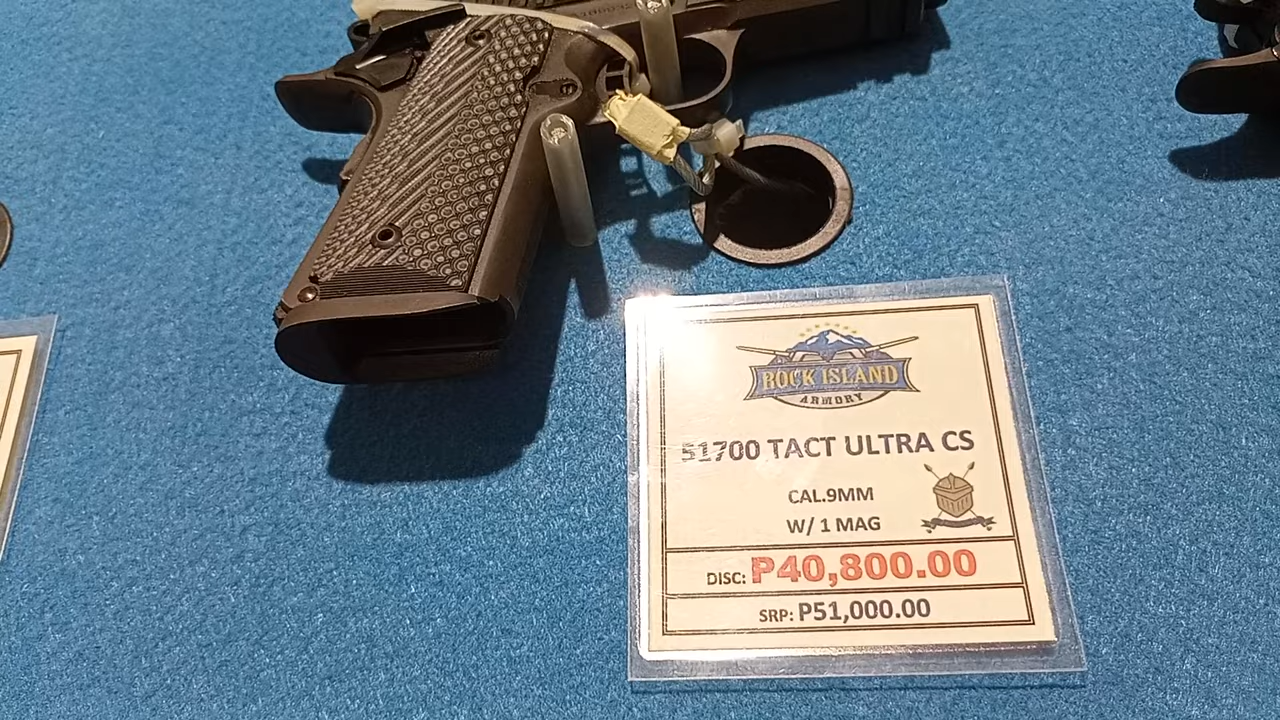 ROCK ISLAND
ARMORY
51700 TACT ULTRA CS
CAL.9MM
W/ 1 MAG
DISC: P40,800.00
SRP: P51,000.00